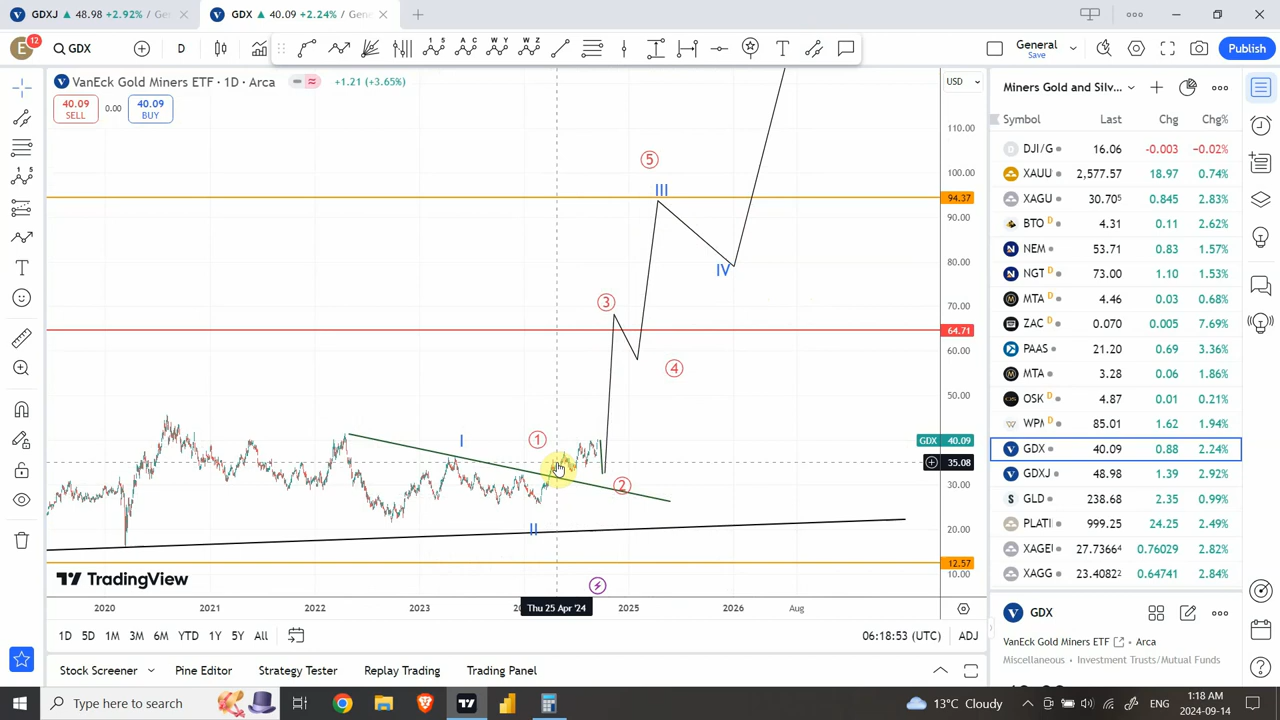 GDXJ ▲ 48.98 +2.92% / Gen
GDX ▲ 40.09 +2.24% / Gene
E 12 GDX D General Save Publish
VanEck Gold Miners ETF · 1D · Arca +1.21 (+3.65%)
40.09 SELL 0.00 40.09 BUY
USD
110.00
100.00
94.37
90.00
80.00
70.00
64.71
60.00
50.00
GDX 40.09
35.08
30.00
20.00
12.57
10.00
I
II
III
IV
①
②
③
④
⑤
TradingView
2020 2021 2022 2023 Thu 25 Apr '24 2025 2026 Aug
1D 5D 1M 3M 6M YTD 1Y 5Y All 06:18:53 (UTC) ADJ
Stock Screener Pine Editor Strategy Tester Replay Trading Trading Panel
Miners Gold and Silv...
Symbol Last Chg Chg%
DJI/G 16.06 −0.003 −0.02%
XAUU 2,577.57 18.97 0.74%
XAGU 30.705 0.845 2.83%
BTO D 4.31 0.11 2.62%
NEM 53.71 0.83 1.57%
NGT D 73.00 1.10 1.53%
MTA D 4.46 0.03 0.68%
ZAC D 0.070 0.005 7.69%
PAAS 21.20 0.69 3.36%
MTA 3.28 0.06 1.86%
OSK D 4.87 0.01 0.21%
WPM D 85.01 1.62 1.94%
GDX 40.09 0.88 2.24%
GDXJ 48.98 1.39 2.92%
GLD 238.68 2.35 0.99%
PLATI 999.25 24.25 2.49%
XAGE 27.7366⁴ 0.76029 2.82%
XAGG 23.4082² 0.64741 2.84%
GDX
VanEck Gold Miners ETF Arca
Miscellaneous • Investment Trusts/Mutual Funds
Type here to search
13°C Cloudy ENG 1:18 AM 2024-09-14